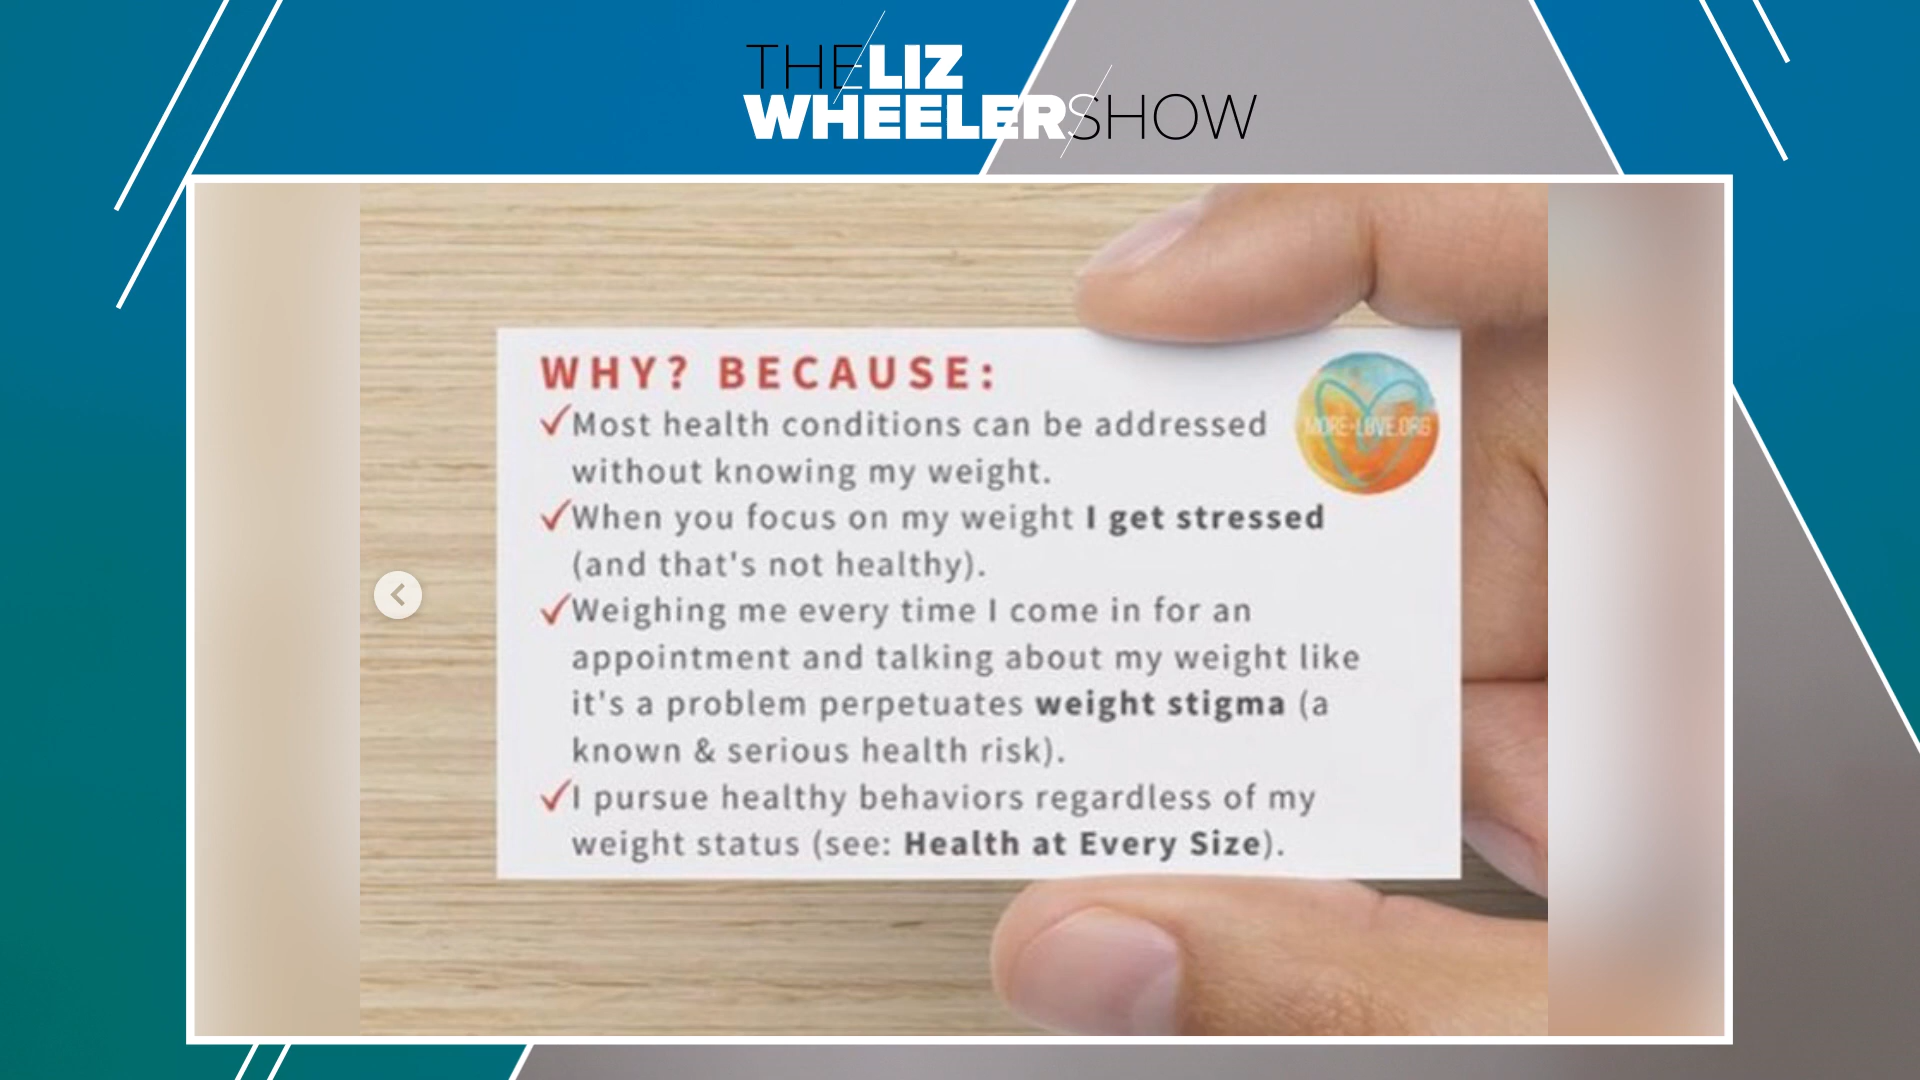 THE LIZ
WHEELER SHOW
WHY? BECAUSE:
✓Most health conditions can be addressed
without knowing my weight.
MORE-LOVE.ORG
✓When you focus on my weight I get stressed
(and that's not healthy).
✓Weighing me every time I come in for an
appointment and talking about my weight like
it's a problem perpetuates weight stigma (a
known & serious health risk).
✓I pursue healthy behaviors regardless of my
weight status (see: Health at Every Size).